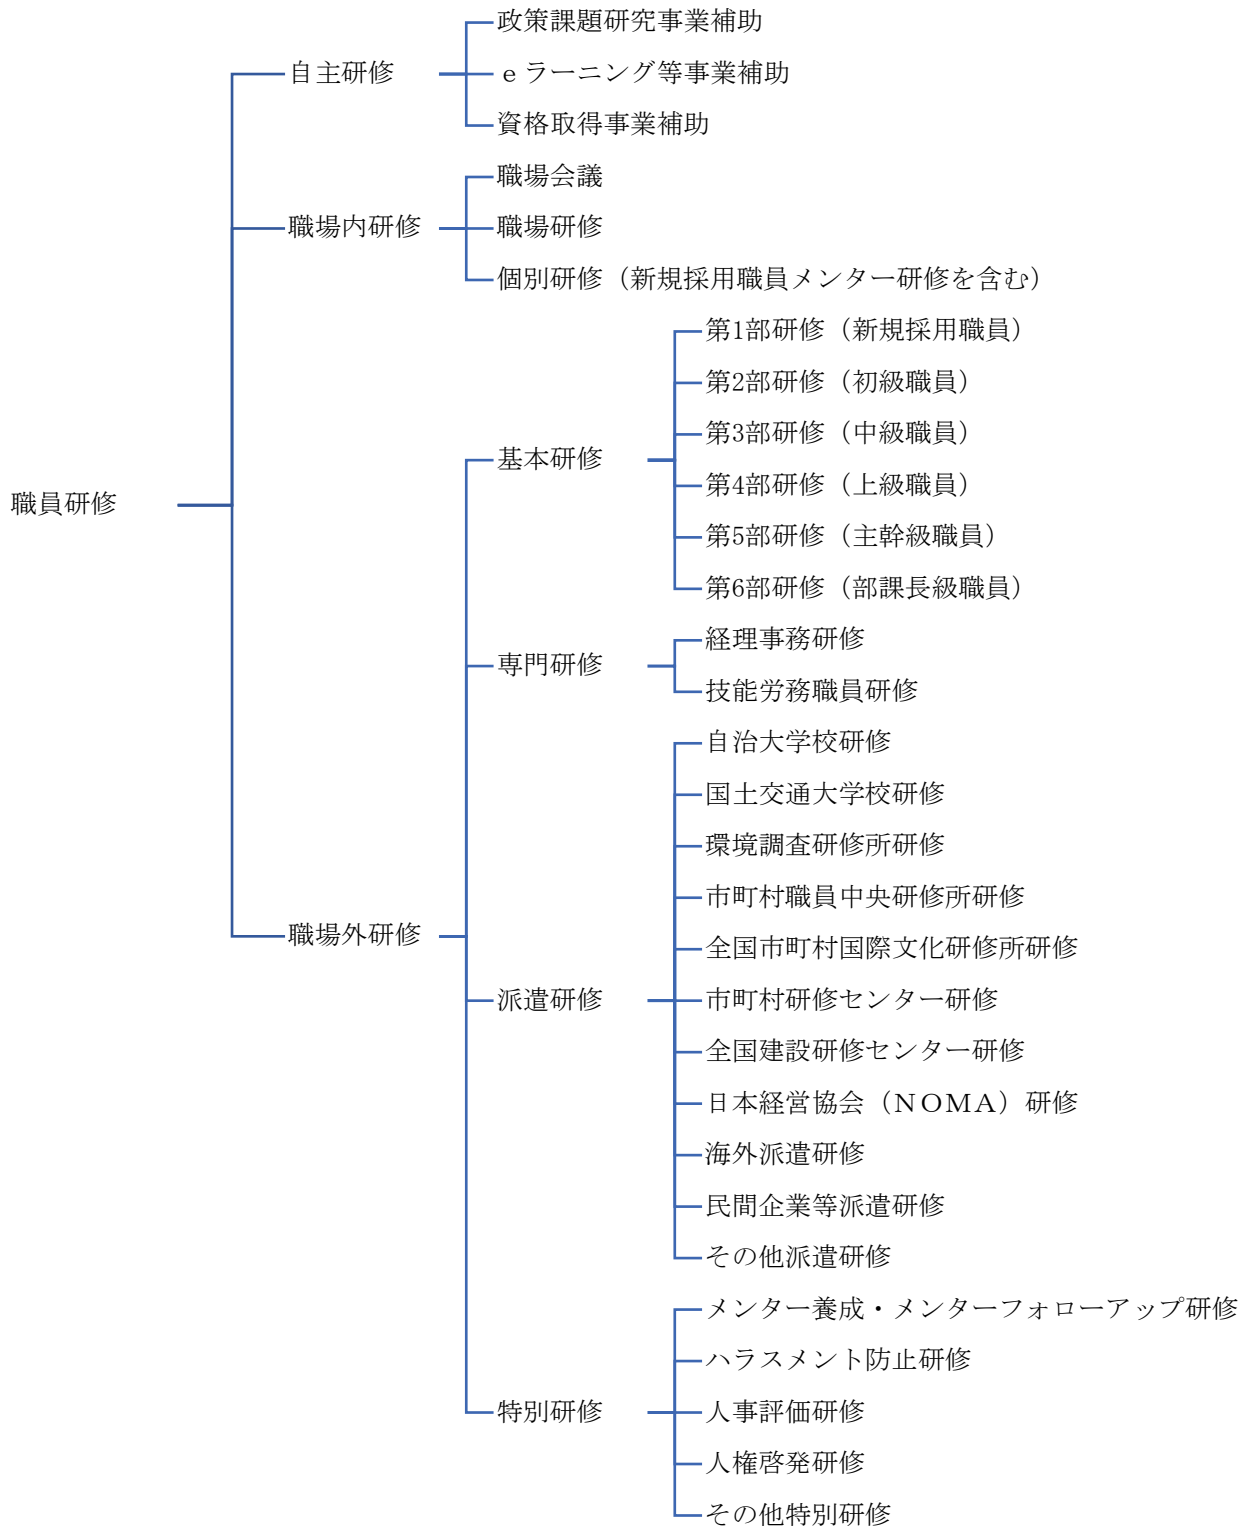 職員研修
自主研修
政策課題研究事業補助
ｅラーニング等事業補助
資格取得事業補助
職場内研修
職場会議
職場研修
個別研修（新規採用職員メンター研修を含む）
職場外研修
基本研修
第1部研修（新規採用職員）
第2部研修（初級職員）
第3部研修（中級職員）
第4部研修（上級職員）
第5部研修（主幹級職員）
第6部研修（部課長級職員）
専門研修
経理事務研修
技能労務職員研修
派遣研修
自治大学校研修
国土交通大学校研修
環境調査研修所研修
市町村職員中央研修所研修
全国市町村国際文化研修所研修
市町村研修センター研修
全国建設研修センター研修
日本経営協会（ＮＯＭＡ）研修
海外派遣研修
民間企業等派遣研修
その他派遣研修
特別研修
メンター養成・メンターフォローアップ研修
ハラスメント防止研修
人事評価研修
人権啓発研修
その他特別研修